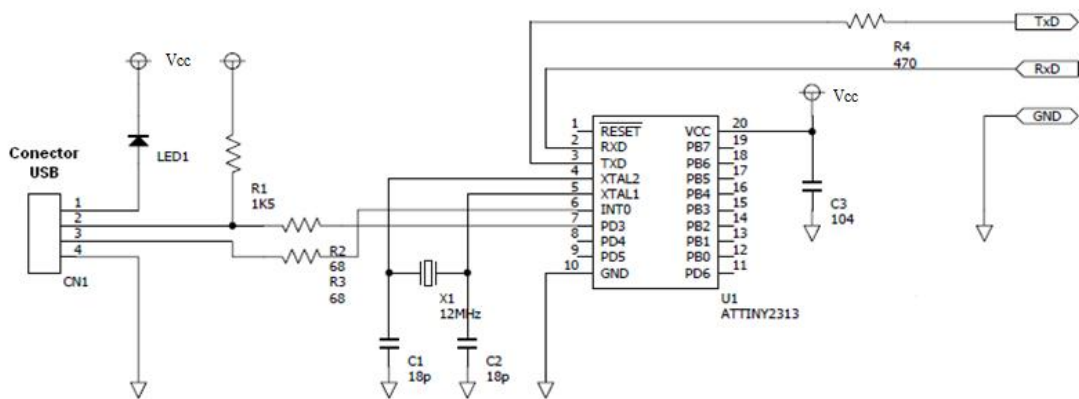 TxD
R4
470
RxD
Vcc
Vcc
GND
LED1
Conector
USB
R1
1K5
1
2
3
4
CN1
R2
68
R3
68
X1
12MHz
C1
18p
C2
18p
1 RESET VCC 20
2 RXD PB7 19
3 TXD PB6 18
4 XTAL2 PB5 17
5 XTAL1 PB4 16
6 INT0 PB3 15
7 PD3 PB2 14
8 PD4 PB1 13
9 PD5 PB0 12
10 GND PD6 11
U1
ATTINY2313
C3
104